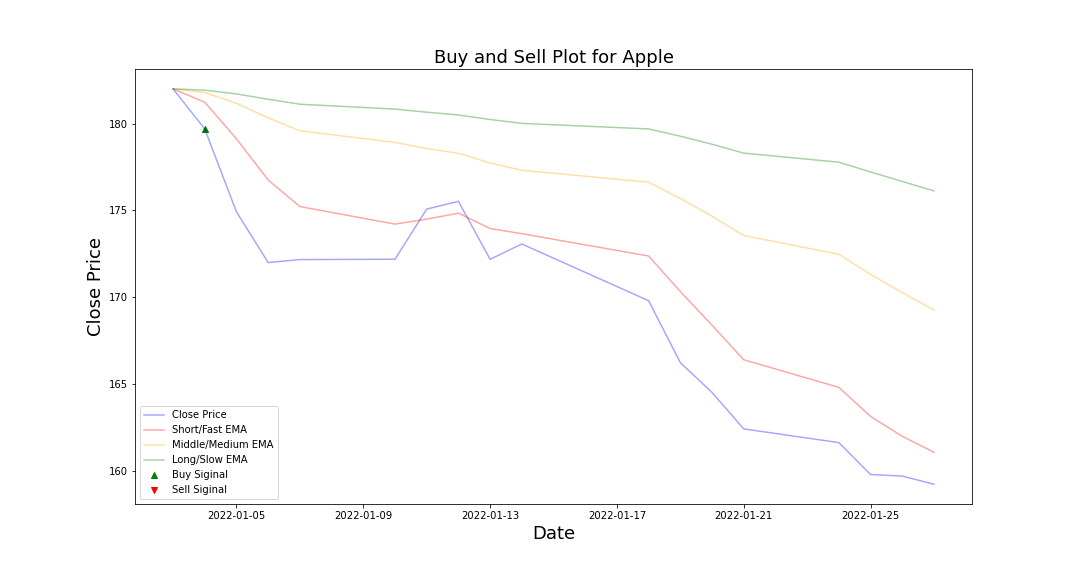 Buy and Sell Plot for Apple
Close Price
180
175
170
165
160
Close Price
Short/Fast EMA
Middle/Medium EMA
Long/Slow EMA
Buy Siginal
Sell Siginal
2022-01-05
2022-01-09
2022-01-13
2022-01-17
2022-01-21
2022-01-25
Date